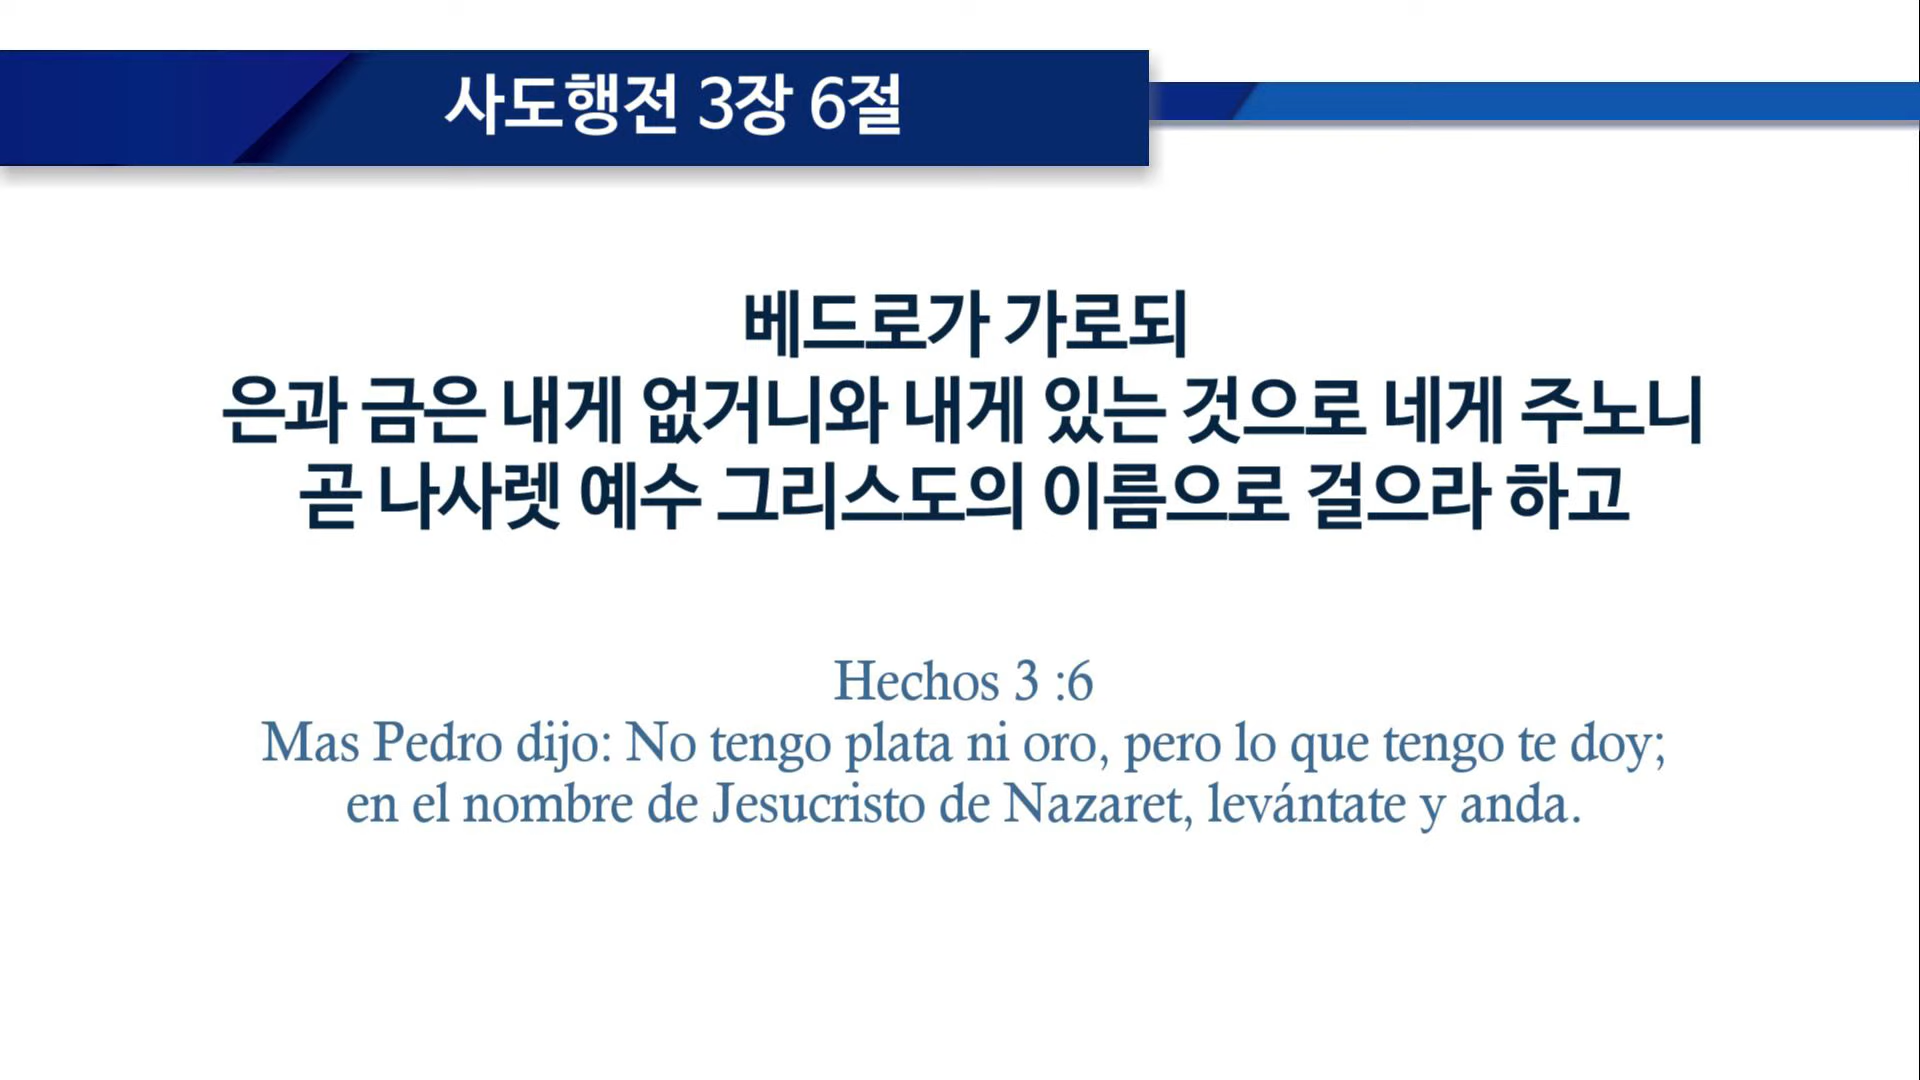 사도행전 3장 6절
베드로가 가로되
은과 금은 내게 없거니와 내게 있는 것으로 네게 주노니
곧 나사렛 예수 그리스도의 이름으로 걸으라 하고
Hechos 3 :6
Mas Pedro dijo: No tengo plata ni oro, pero lo que tengo te doy;
en el nombre de Jesucristo de Nazaret, levántate y anda.